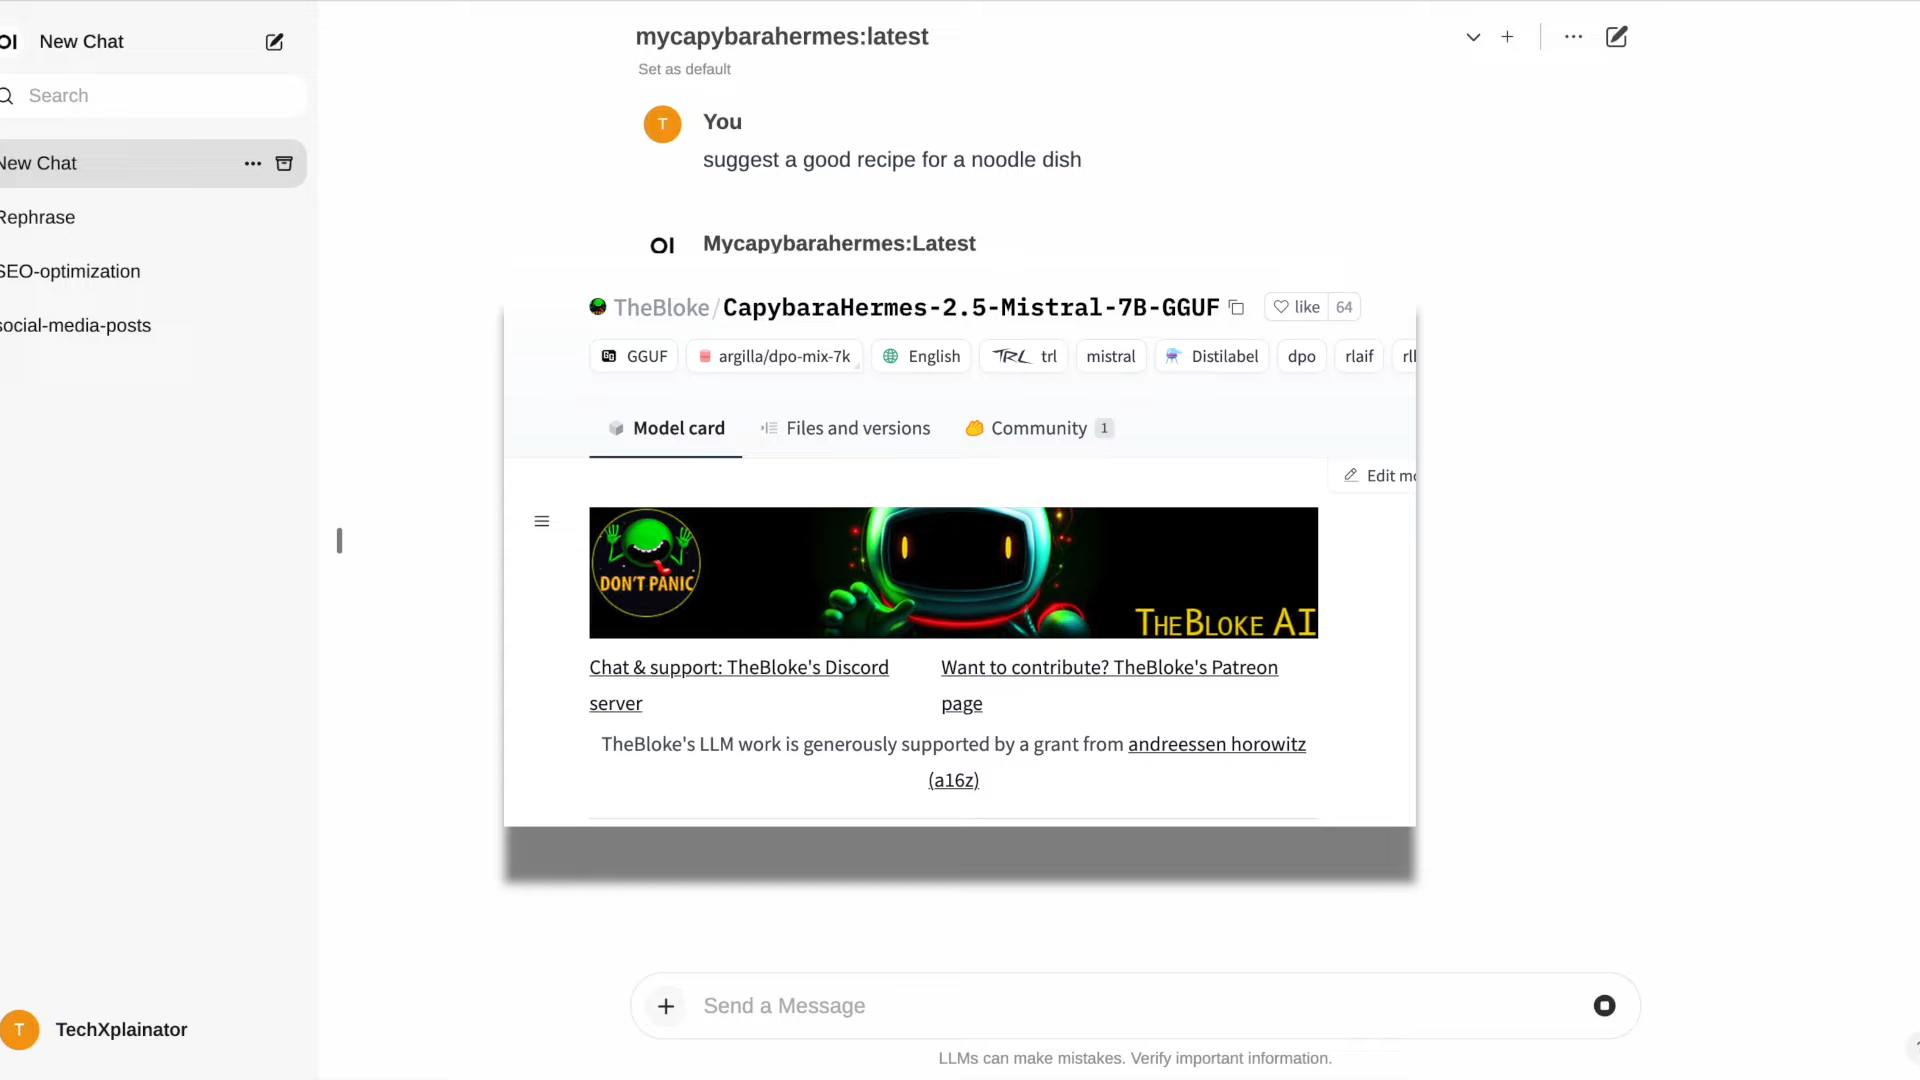 OI New Chat
Search
New Chat
Rephrase
SEO-optimization
social-media-posts
T TechXplainator
mycapybarahermes:latest
Set as default
T You
suggest a good recipe for a noodle dish
OI Mycapybarahermes:Latest
TheBloke/CapybaraHermes-2.5-Mistral-7B-GGUF like 64
GGUF argilla/dpo-mix-7k English TRL trl mistral Distilabel dpo rlaif
Model card Files and versions Community 1
Edit
DON'T PANIC
THEBLOKE AI
Chat & support: TheBloke's Discord
server
Want to contribute? TheBloke's Patreon
page
TheBloke's LLM work is generously supported by a grant from andreessen horowitz
(a16z)
Send a Message
LLMs can make mistakes. Verify important information.